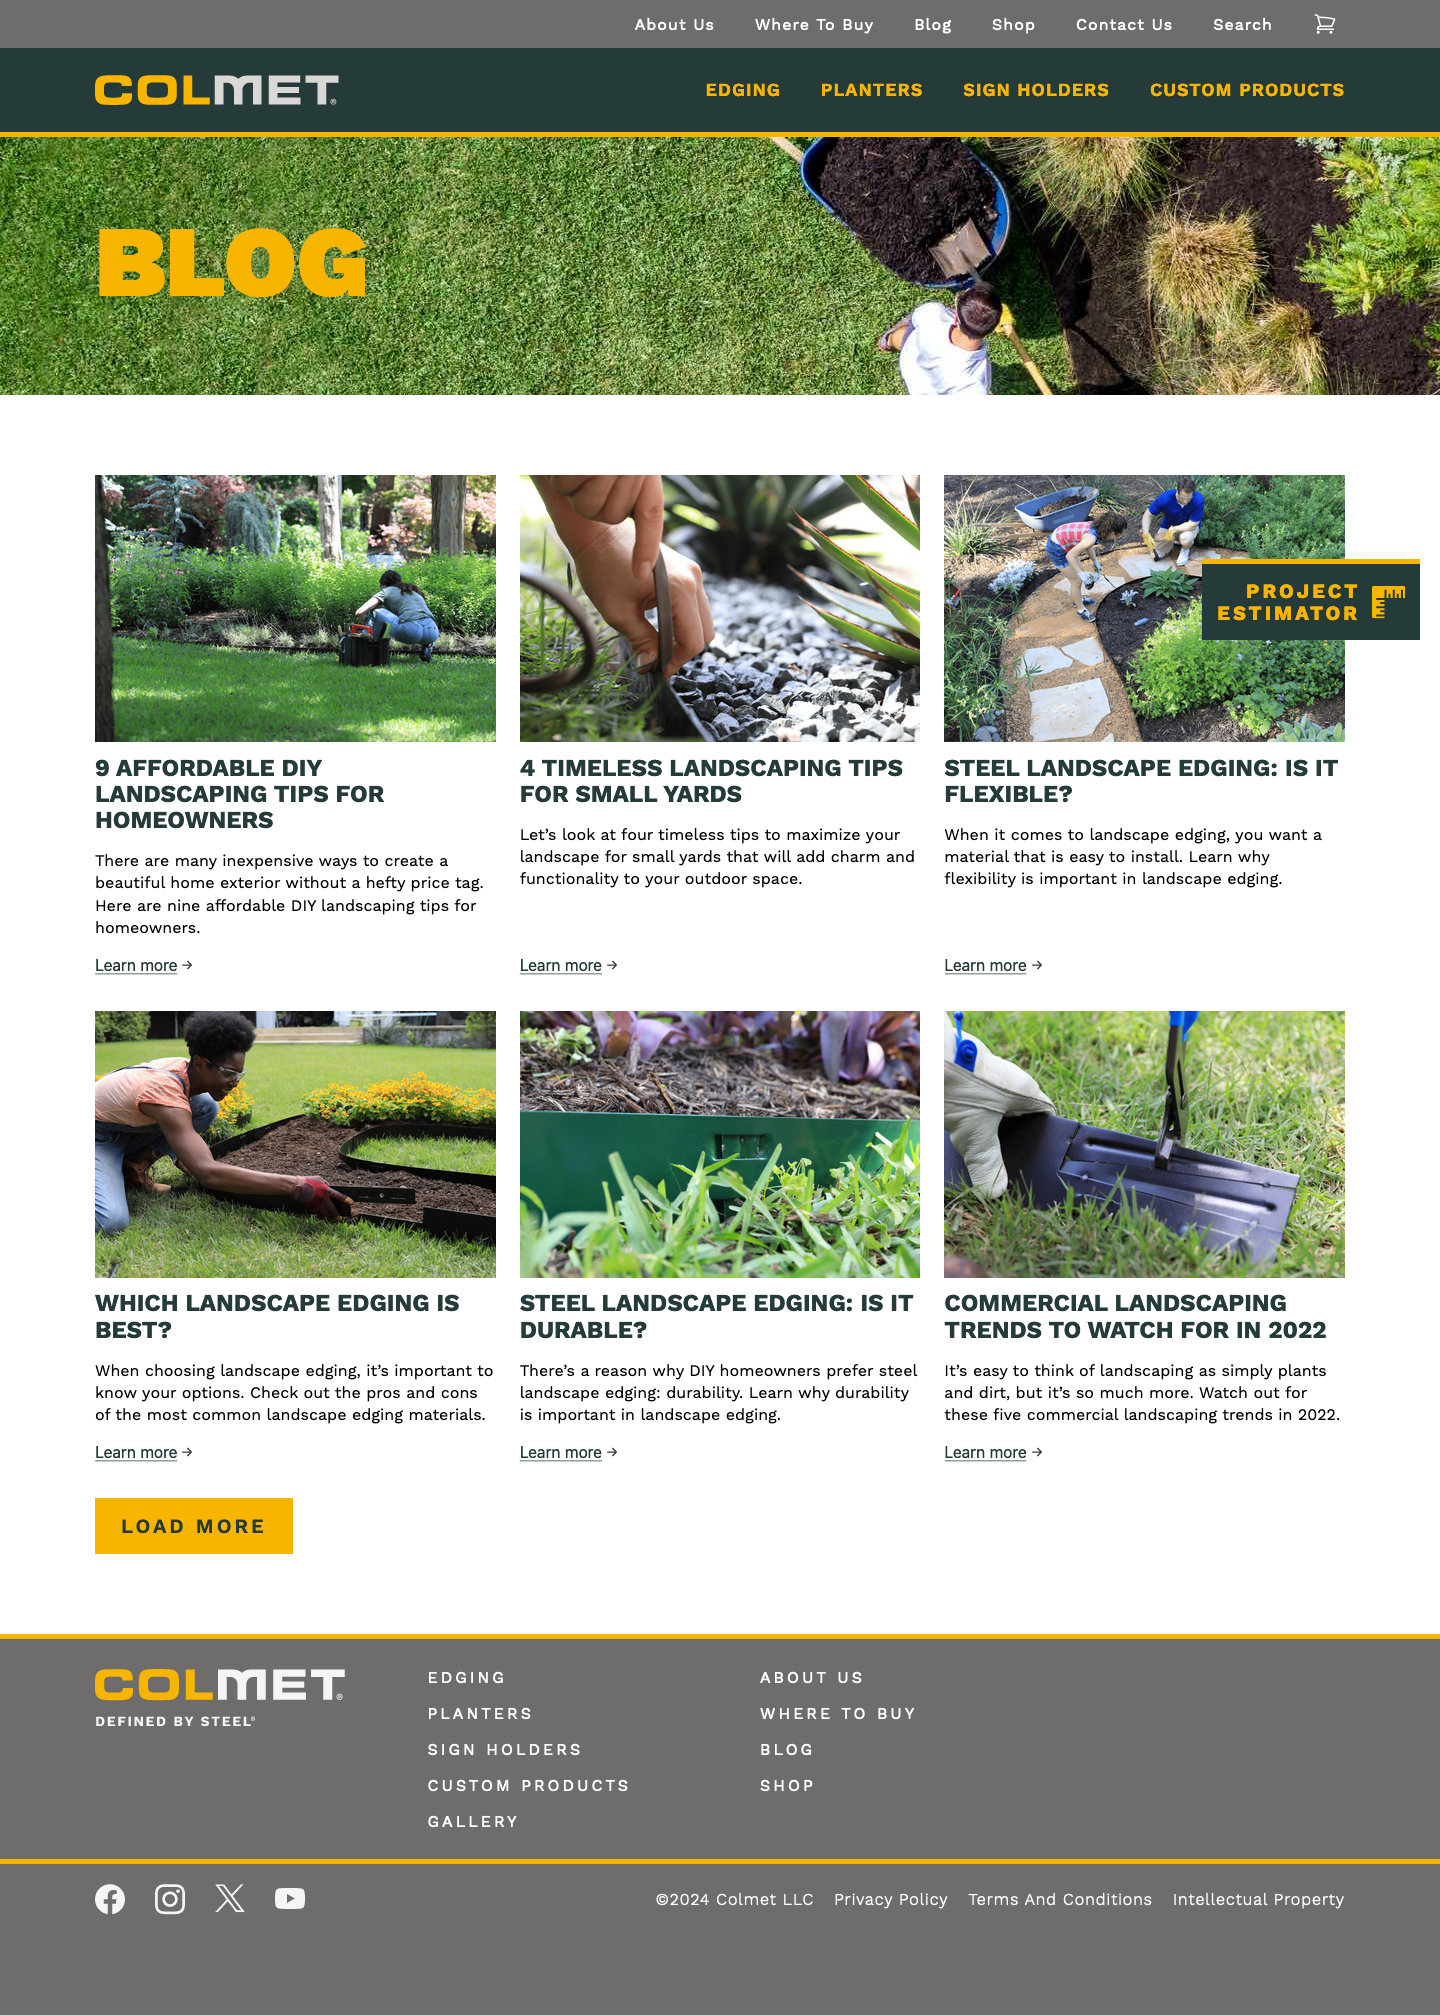 About Us Where To Buy Blog Shop Contact Us Search
COLMET®
EDGING PLANTERS SIGN HOLDERS CUSTOM PRODUCTS
BLOG
PROJECT
ESTIMATOR
9 AFFORDABLE DIY
LANDSCAPING TIPS FOR
HOMEOWNERS
There are many inexpensive ways to create a
beautiful home exterior without a hefty price tag.
Here are nine affordable DIY landscaping tips for
homeowners.
Learn more →
4 TIMELESS LANDSCAPING TIPS
FOR SMALL YARDS
Let’s look at four timeless tips to maximize your
landscape for small yards that will add charm and
functionality to your outdoor space.
Learn more →
STEEL LANDSCAPE EDGING: IS IT
FLEXIBLE?
When it comes to landscape edging, you want a
material that is easy to install. Learn why
flexibility is important in landscape edging.
Learn more →
WHICH LANDSCAPE EDGING IS
BEST?
When choosing landscape edging, it’s important to
know your options. Check out the pros and cons
of the most common landscape edging materials.
Learn more →
STEEL LANDSCAPE EDGING: IS IT
DURABLE?
There’s a reason why DIY homeowners prefer steel
landscape edging: durability. Learn why durability
is important in landscape edging.
Learn more →
COMMERCIAL LANDSCAPING
TRENDS TO WATCH FOR IN 2022
It’s easy to think of landscaping as simply plants
and dirt, but it’s so much more. Watch out for
these five commercial landscaping trends in 2022.
Learn more →
LOAD MORE
COLMET®
DEFINED BY STEEL®
EDGING
PLANTERS
SIGN HOLDERS
CUSTOM PRODUCTS
GALLERY
ABOUT US
WHERE TO BUY
BLOG
SHOP
©2024 Colmet LLC Privacy Policy Terms And Conditions Intellectual Property